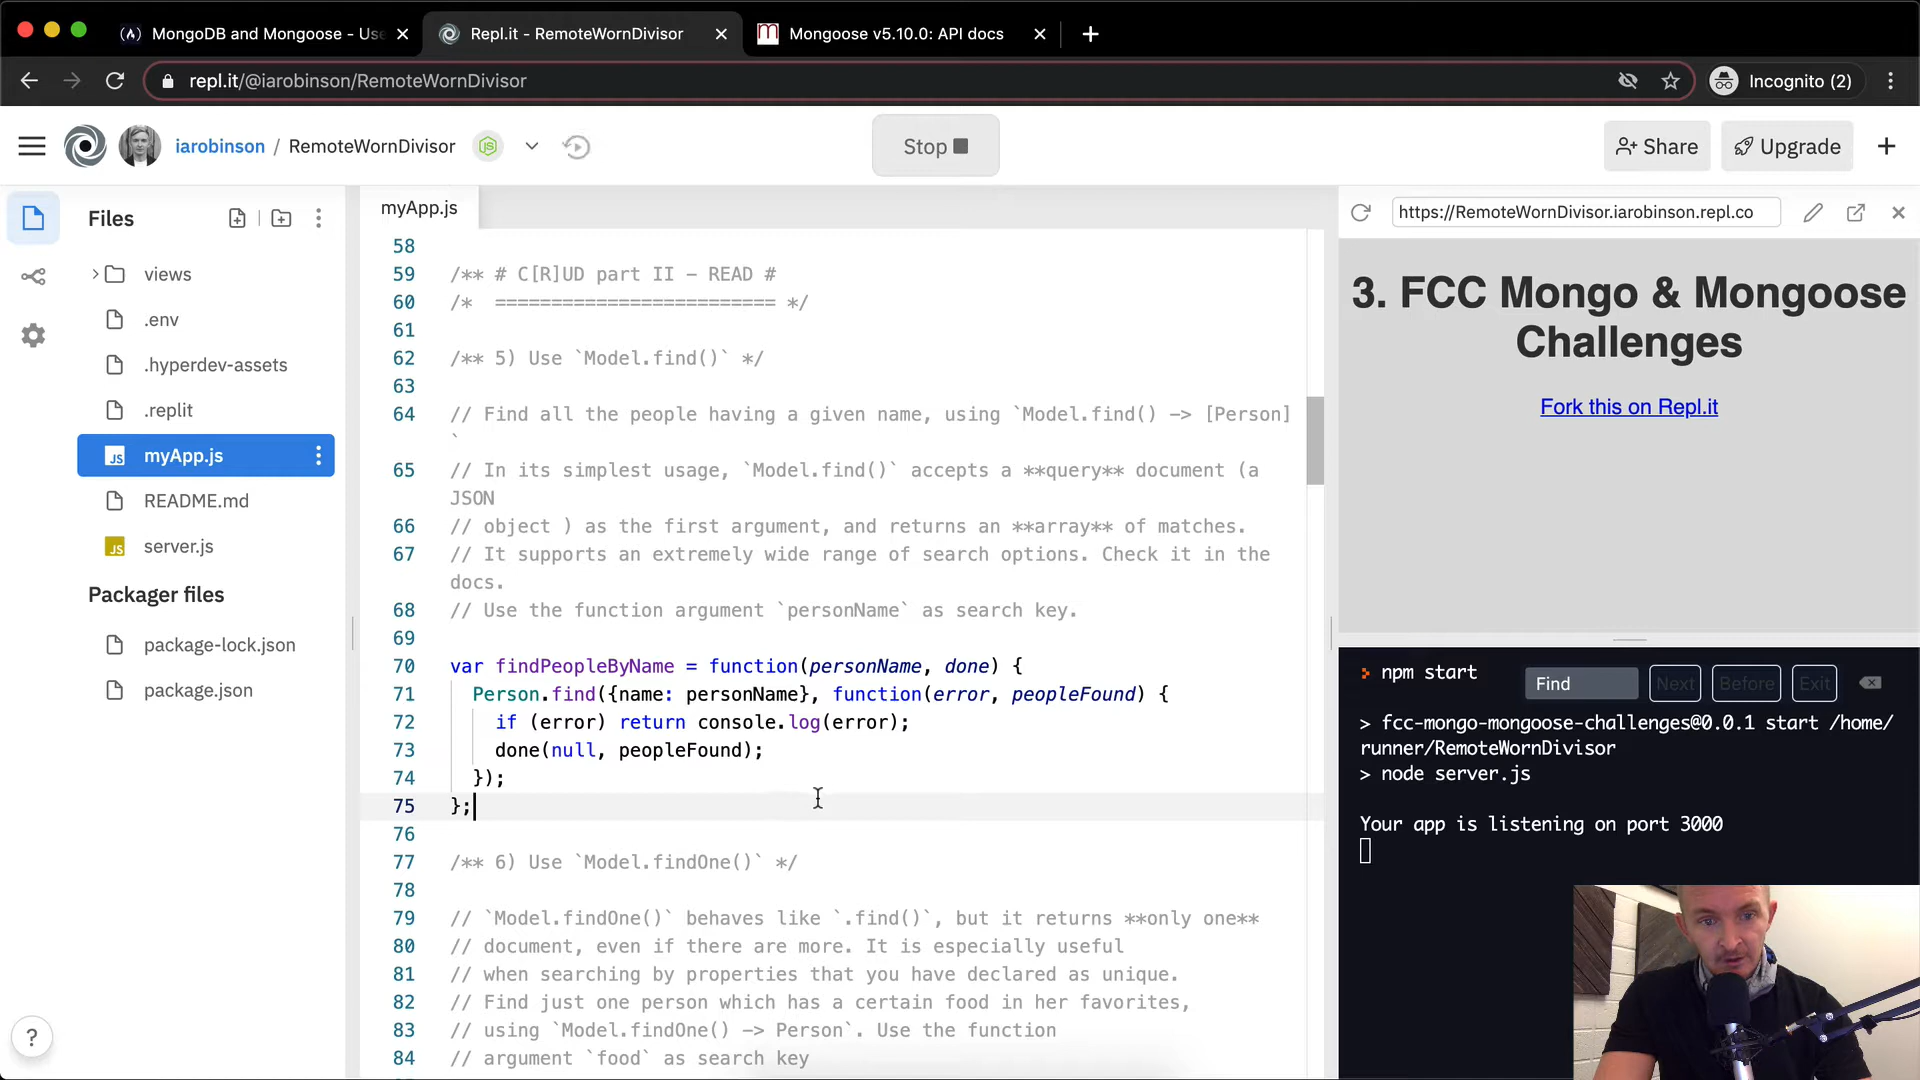 MongoDB and Mongoose - Use
Repl.it - RemoteWornDivisor
Mongoose v5.10.0: API docs
repl.it/@iarobinson/RemoteWornDivisor
Incognito (2)
iarobinson / RemoteWornDivisor
Stop
Share
Upgrade
Files
views
.env
.hyperdev-assets
.replit
JS myApp.js
README.md
JS server.js
Packager files
package-lock.json
package.json
?
myApp.js
58
59 /** # C[R]UD part II - READ #
60 /*  ========================= */
61
62 /** 5) Use `Model.find()` */
63
64 // Find all the people having a given name, using `Model.find() -> [Person]
`
65 // In its simplest usage, `Model.find()` accepts a **query** document (a
JSON
66 // object ) as the first argument, and returns an **array** of matches.
67 // It supports an extremely wide range of search options. Check it in the
docs.
68 // Use the function argument `personName` as search key.
69
70 var findPeopleByName = function(personName, done) {
71   Person.find({name: personName}, function(error, peopleFound) {
72     if (error) return console.log(error);
73     done(null, peopleFound);
74   });
75 };
76
77 /** 6) Use `Model.findOne()` */
78
79 // `Model.findOne()` behaves like `.find()`, but it returns **only one**
80 // document, even if there are more. It is especially useful
81 // when searching by properties that you have declared as unique.
82 // Find just one person which has a certain food in her favorites,
83 // using `Model.findOne() -> Person`. Use the function
84 // argument `food` as search key
https://RemoteWornDivisor.iarobinson.repl.co
3. FCC Mongo & Mongoose
Challenges
Fork this on Repl.it
npm start
Find
Next
Before
Exit
> fcc-mongo-mongoose-challenges@0.0.1 start /home/
runner/RemoteWornDivisor
> node server.js
Your app is listening on port 3000